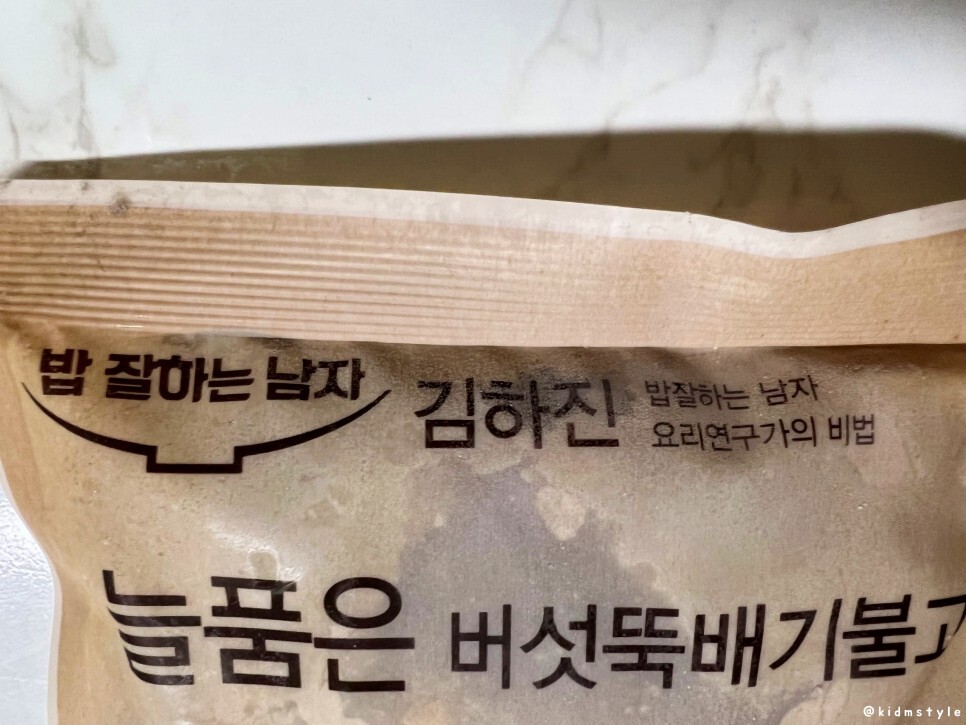 밥 잘하는 남자
김하진
밥잘하는 남자
요리연구가의 비법
늘품은 버섯뚝배기불고
@kidmstyle